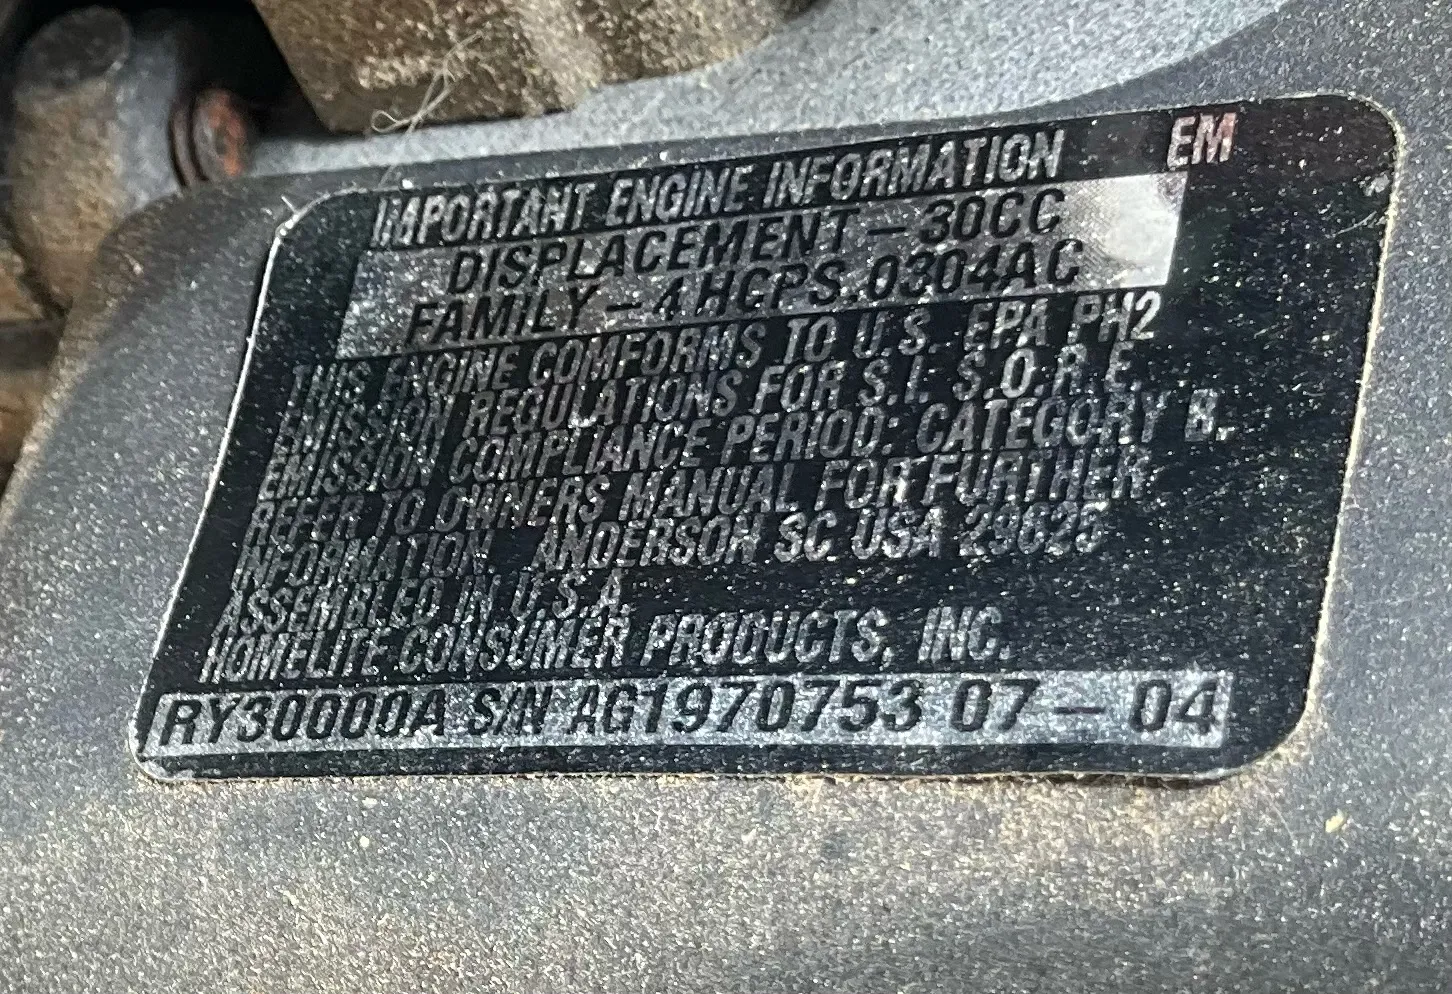 EM
IMPORTANT ENGINE INFORMATION
DISPLACEMENT - 30CC
FAMILY - 4HCPS.0304AC
THIS ENGINE COMFORMS TO U.S. EPA PH2
EMISSION REGULATIONS FOR S.I. S.O.R.E.
EMISSION COMPLIANCE PERIOD: CATEGORY B.
REFER TO OWNERS MANUAL FOR FURTHER
INFORMATION. ANDERSON SC USA 29625
ASSEMBLED IN U.S.A.
HOMELITE CONSUMER PRODUCTS, INC.
RY30000A S/N AG1970753 07-04